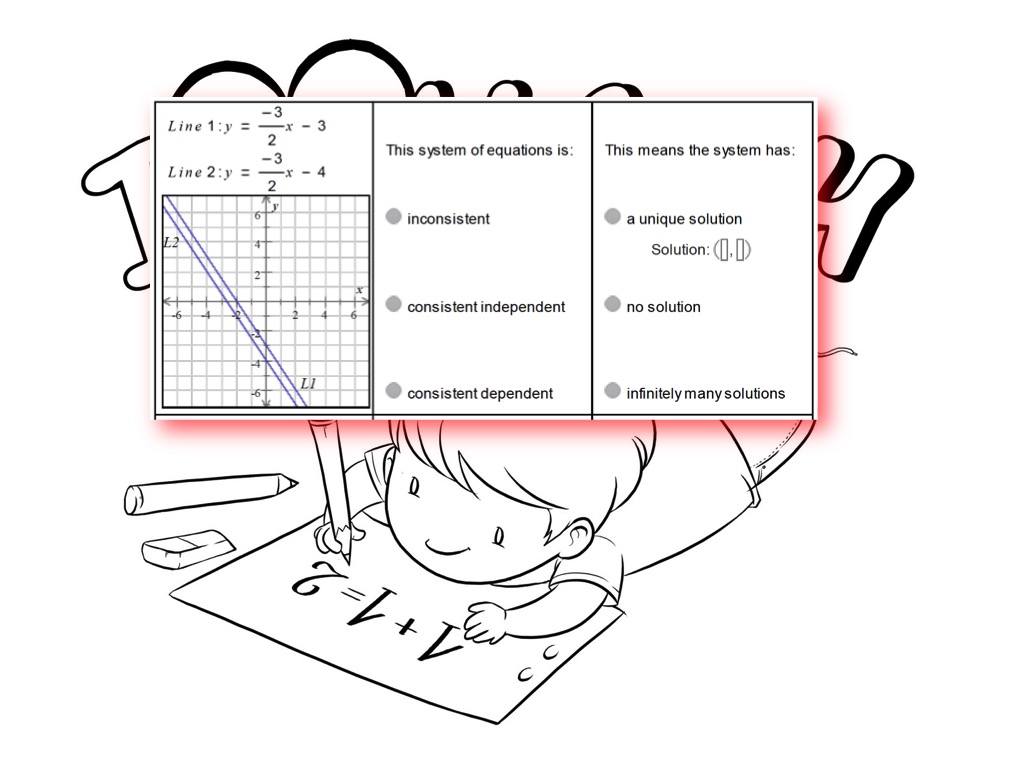 Line 1 : y = -3/2 x - 3
Line 2 : y = -3/2 x - 4
y
6
4
2
L2
x
-6 -4 -2 2 4 6
-2
-4
-6
L1
This system of equations is:
inconsistent
consistent independent
consistent dependent
This means the system has:
a unique solution
Solution: (▯, ▯)
no solution
infinitely many solutions
1+1=2